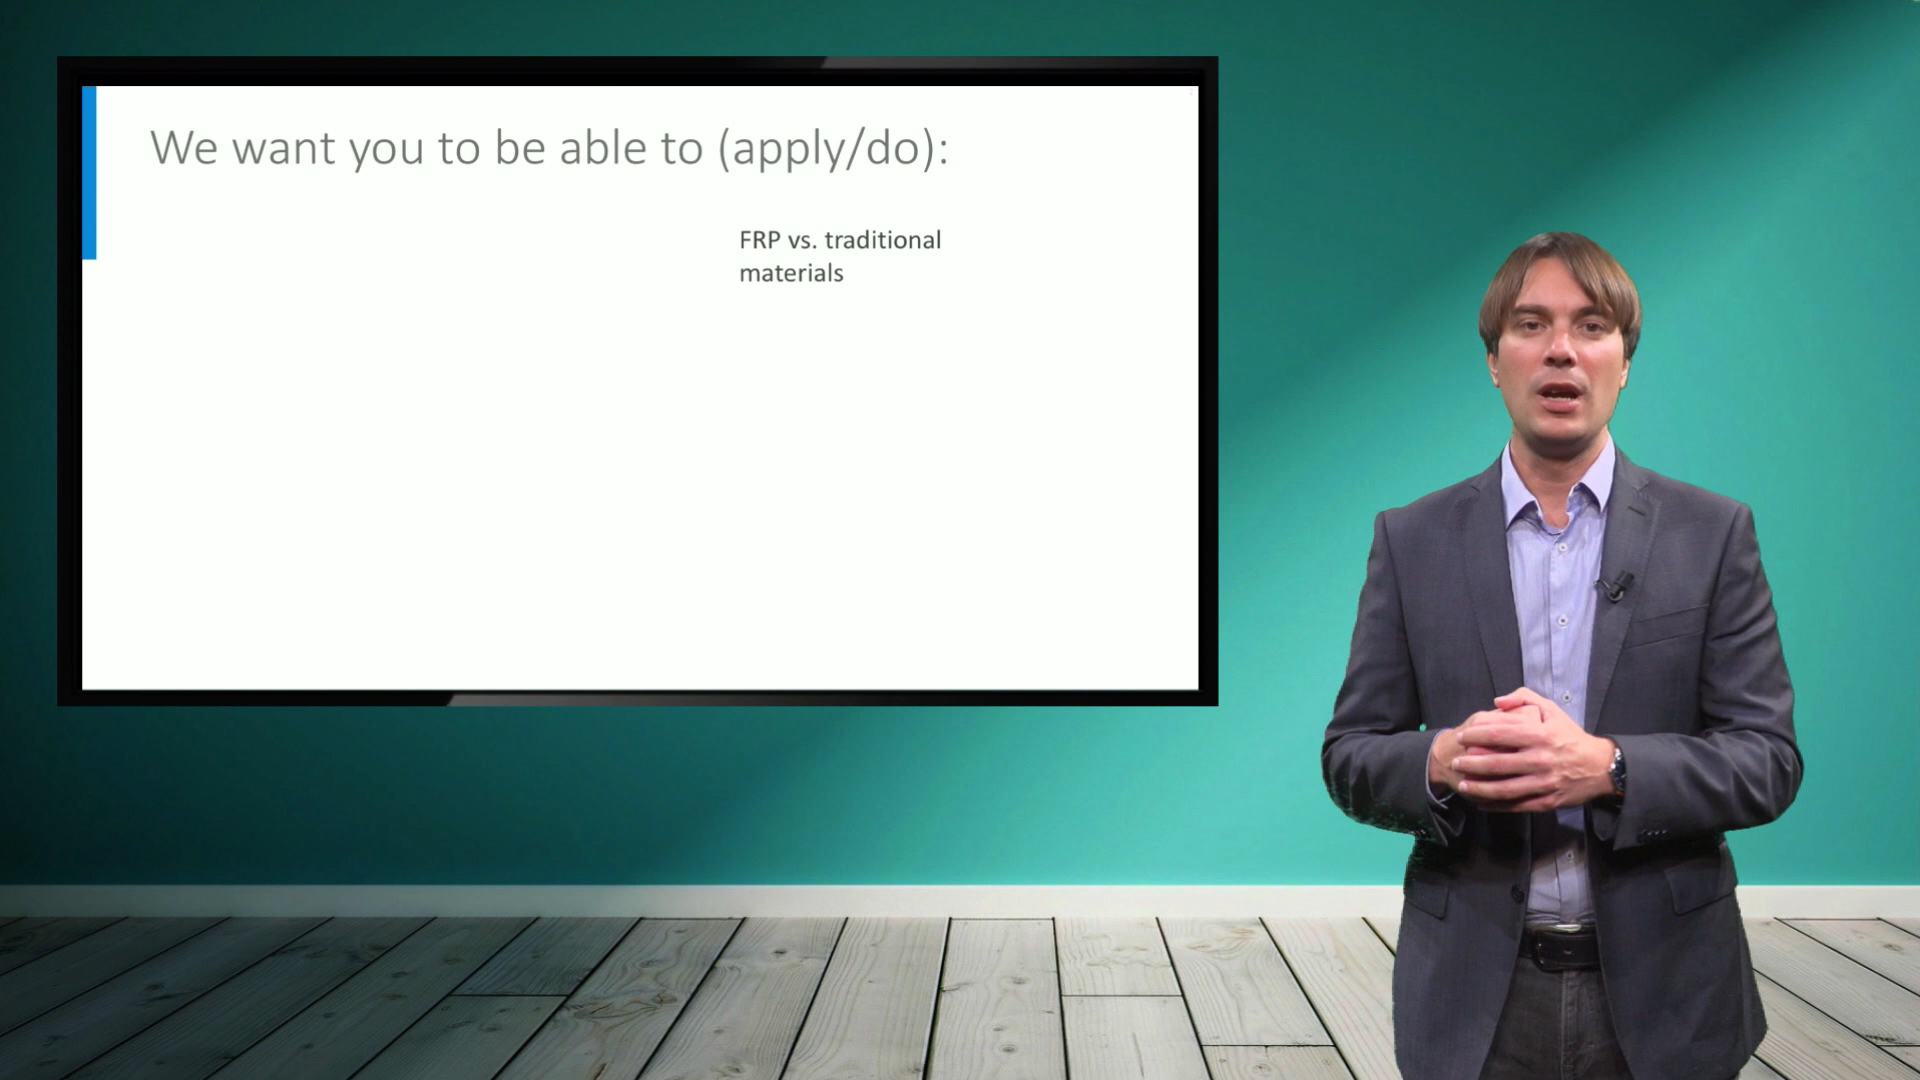 We want you to be able to (apply/do):
FRP vs. traditional
materials